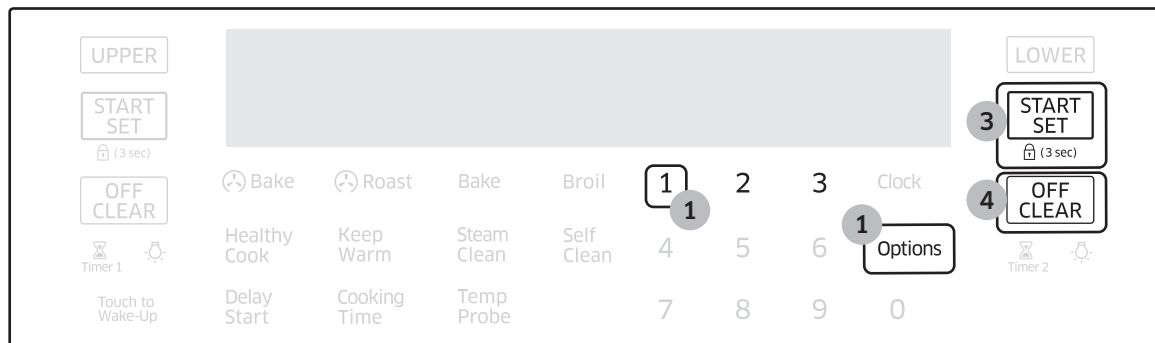 UPPER
START
SET
(3 sec)
OFF
CLEAR
Timer 1
Touch to
Wake-Up
Bake
Roast
Bake
Broil
Healthy
Cook
Keep
Warm
Steam
Clean
Self
Clean
Delay
Start
Cooking
Time
Temp
Probe
1
1
2
3
Clock
4
5
6
1
Options
7
8
9
0
LOWER
3
START
SET
(3 sec)
4
OFF
CLEAR
Timer 2